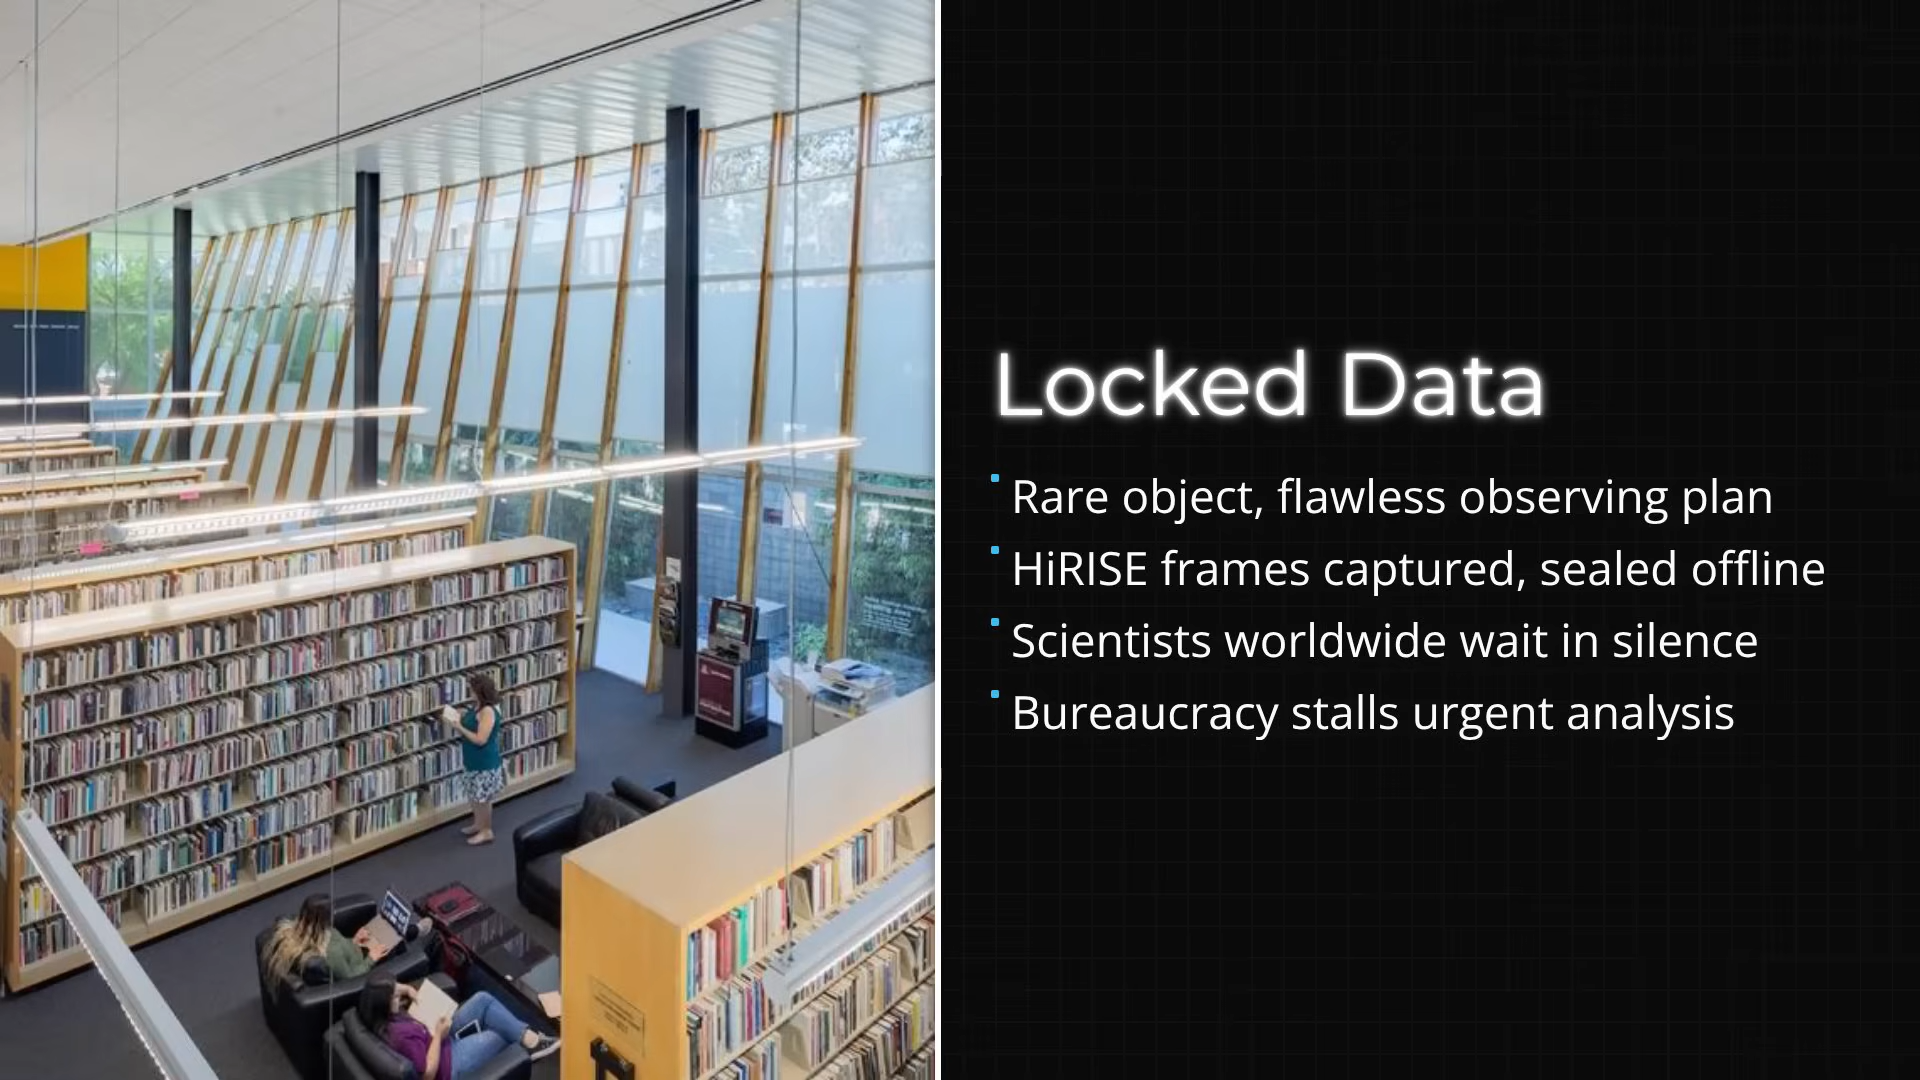 Locked Data
Rare object, flawless observing plan
HiRISE frames captured, sealed offline
Scientists worldwide wait in silence
Bureaucracy stalls urgent analysis